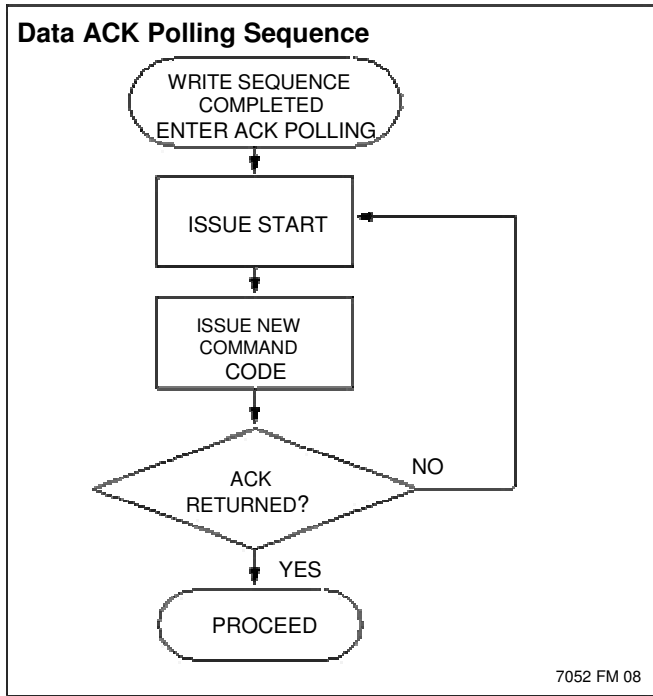 Data ACK Polling Sequence
WRITE SEQUENCE
COMPLETED
ENTER ACK POLLING
ISSUE START
ISSUE NEW
COMMAND
CODE
ACK
RETURNED?
NO
YES
PROCEED
7052 FM 08